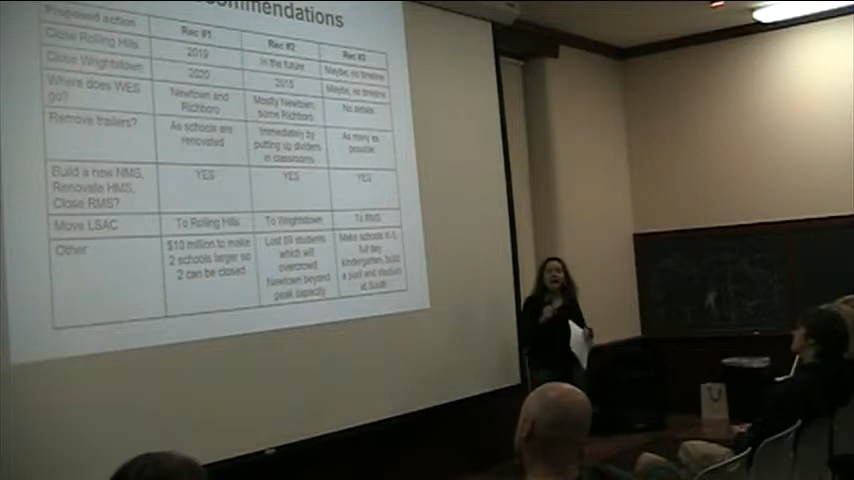 commendations
Proposed action Rec #1 Rec #2 Rec #3
Close Rolling Hills 2019 In the future Maybe, no timeline
Close Wrightstown 2020 2015 Maybe, no timeline
Where does WES go? Newtown and Richboro Mostly Newtown, some Richboro No details
Remove trailers? As schools are renovated Immediately by putting up dividers in classrooms As many as possible
Build a new NMS, Renovate HMS, Close RMS? YES YES YES
Move LSAC To Rolling Hills To Wrightstown To RMS
Other $10 million to make 2 schools larger so 2 can be closed Lost 89 students which will overcrowd Newtown beyond peak capacity Make schools K-5, full day kindergarten, build a pool and stadium at South